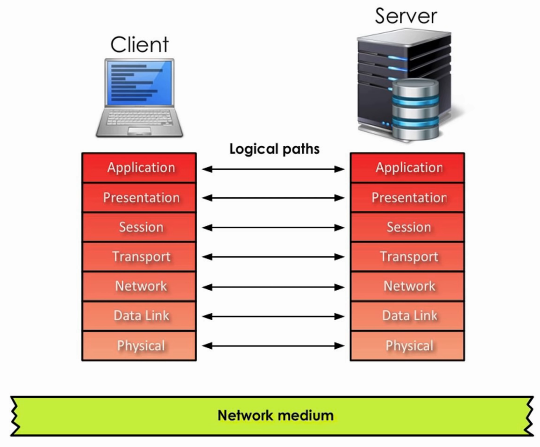 Client
Server
Logical paths
Application
Application
Presentation
Presentation
Session
Session
Transport
Transport
Network
Network
Data Link
Data Link
Physical
Physical
Network medium